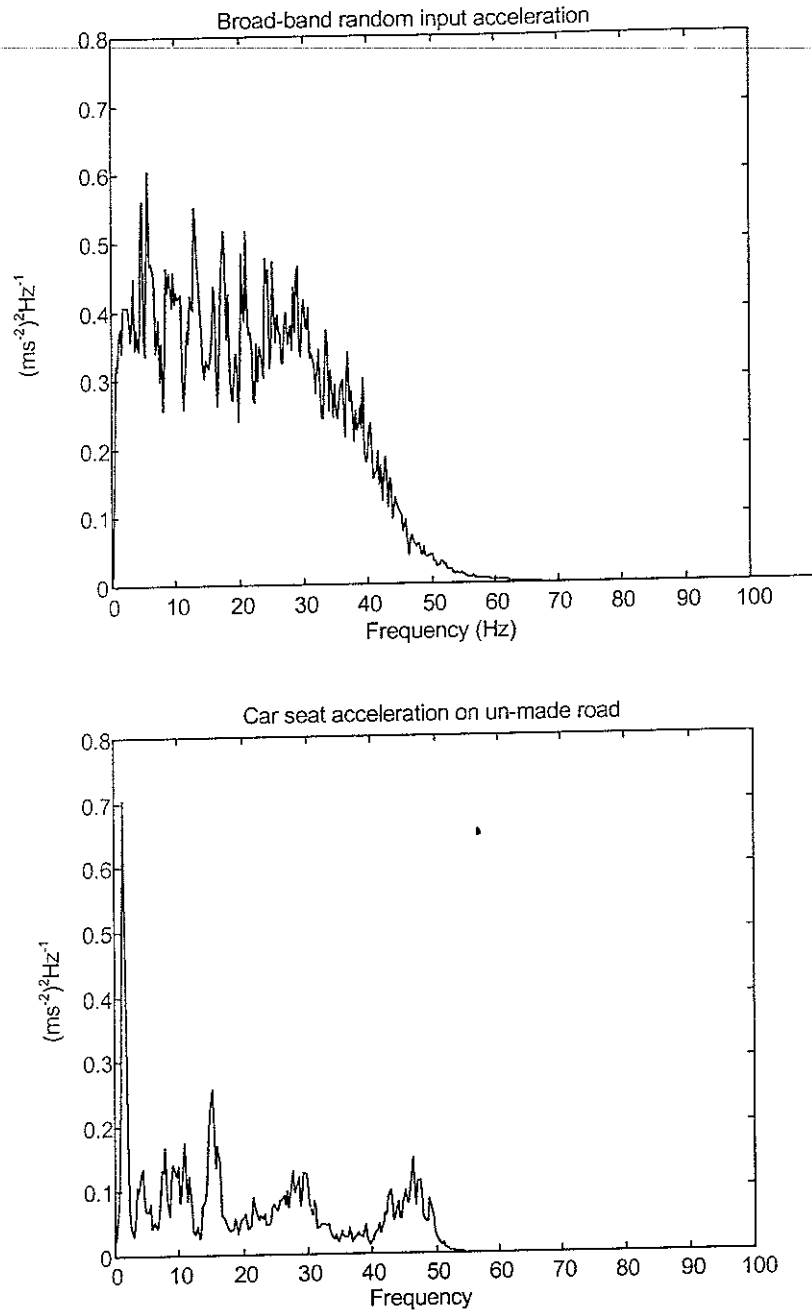 Broad-band random input acceleration
0.8
0.7
0.6
0.5
0.4
0.3
0.2
0.1
0
(ms⁻²)²Hz⁻¹
0 10 20 30 40 50 60 70 80 90 100
Frequency (Hz)
Car seat acceleration on un-made road
0.8
0.7
0.6
0.5
0.4
0.3
0.2
0.1
0
(ms⁻²)²Hz⁻¹
0 10 20 30 40 50 60 70 80 90 100
Frequency